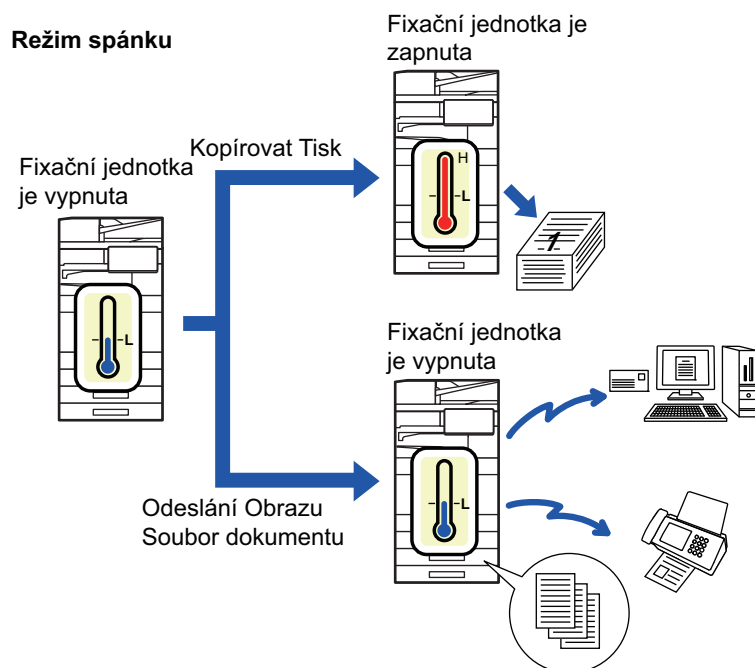 Režim spánku
Fixační jednotka je
zapnuta
Kopírovat Tisk
Fixační jednotka
je vypnuta
H
L
1
L
Fixační jednotka
je vypnuta
L
Odeslání Obrazu
Soubor dokumentu